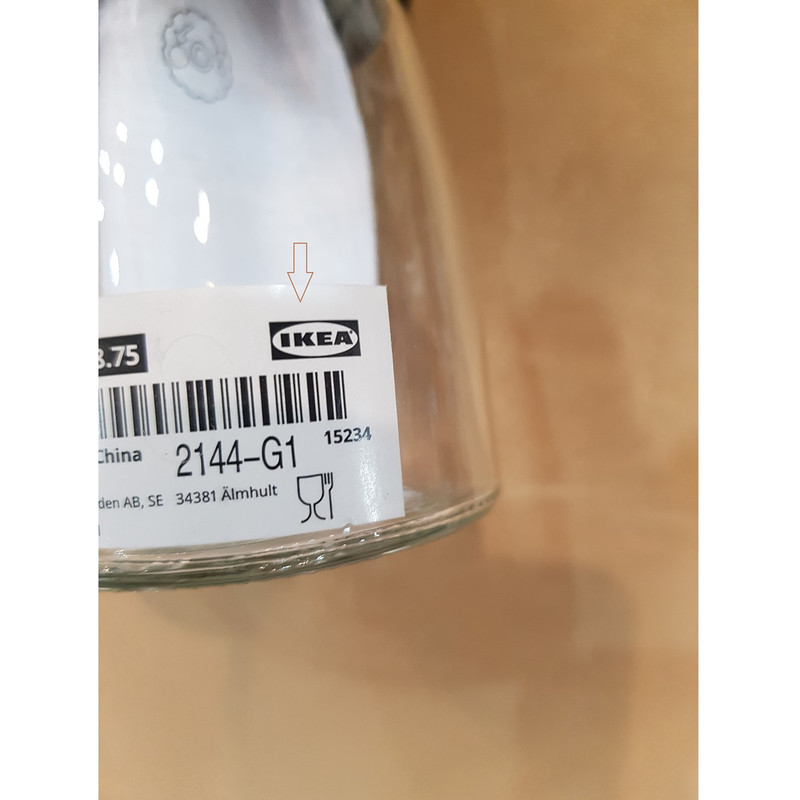 3.75
IKEA
China
2144-G1
15234
den AB, SE 34381 Älmhult